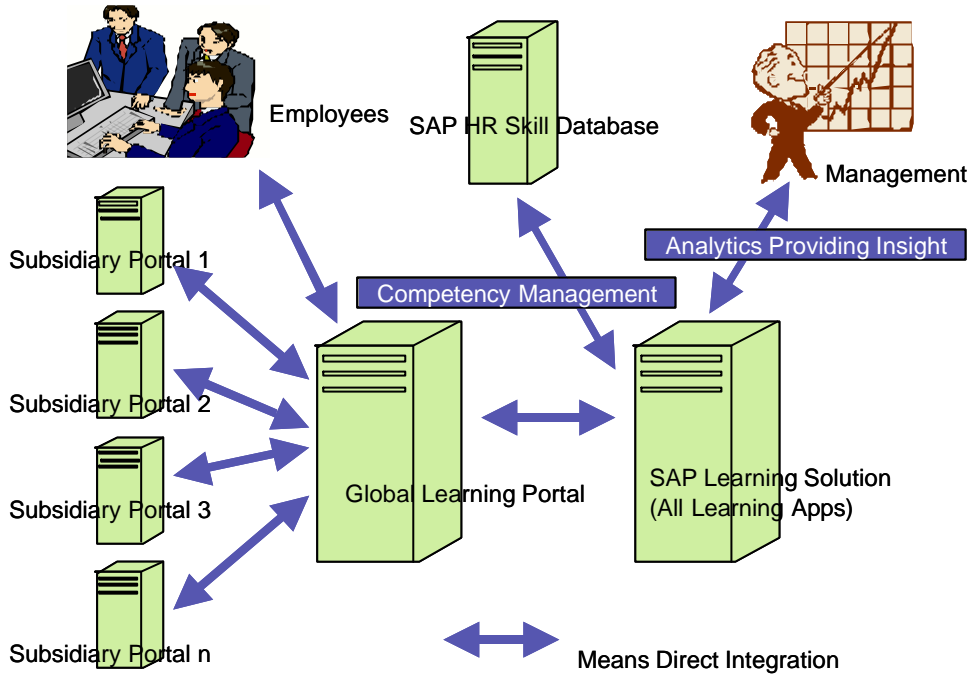 Employees
SAP HR Skill Database
Management
Subsidiary Portal 1
Analytics Providing Insight
Competency Management
Subsidiary Portal 2
Subsidiary Portal 3
Global Learning Portal
SAP Learning Solution
(All Learning Apps)
Subsidiary Portal n
Means Direct Integration